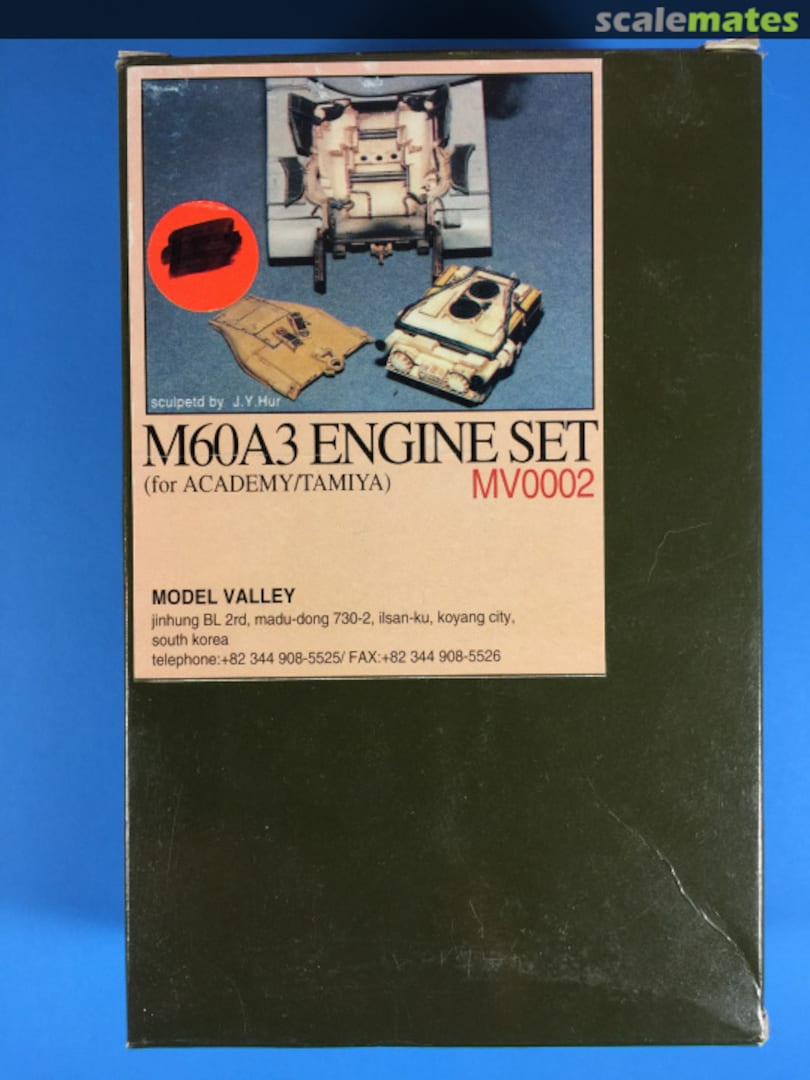 scalemates
sculpetd by J.Y.Hur
M60A3 ENGINE SET
(for ACADEMY/TAMIYA)
MV0002
MODEL VALLEY
jinhung BL 2rd, madu-dong 730-2, ilsan-ku, koyang city,
south korea
telephone:+82 344 908-5525/ FAX:+82 344 908-5526